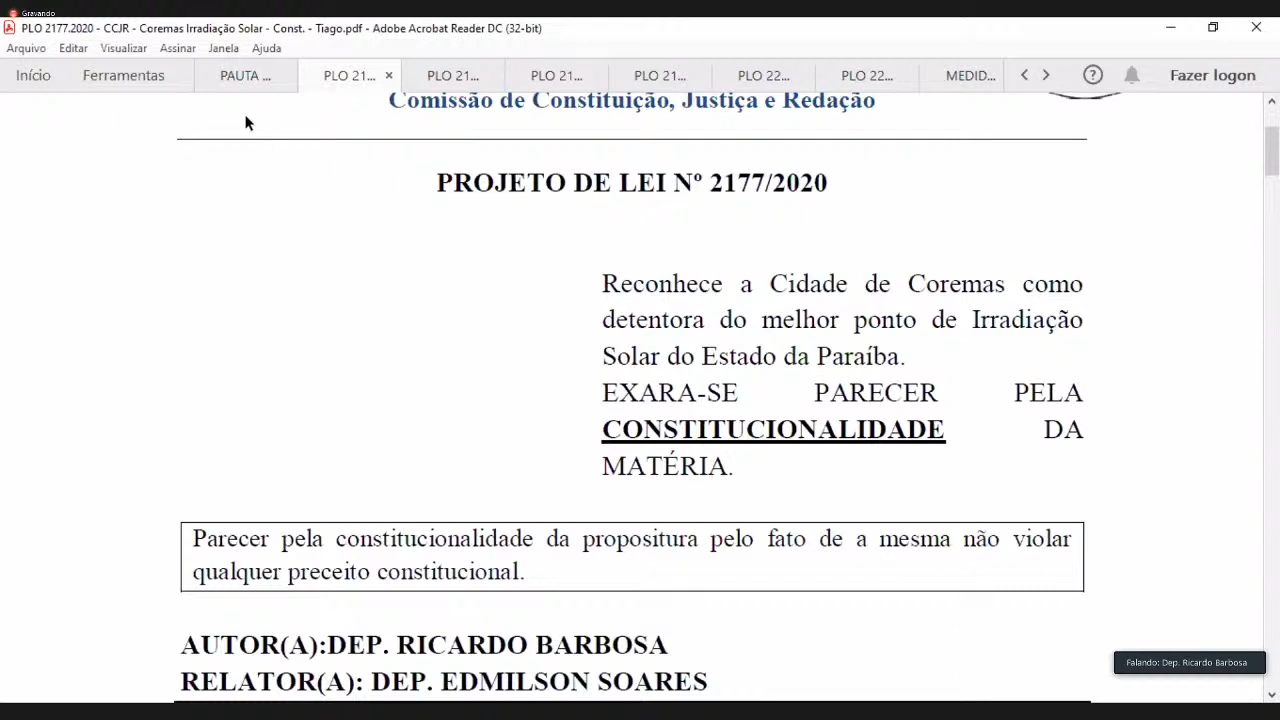 Gravando
PLO 2177.2020 - CCJR - Coremas Irradiação Solar - Const. - Tiago.pdf - Adobe Acrobat Reader DC (32-bit)
Arquivo Editar Visualizar Assinar Janela Ajuda
Início Ferramentas PAUTA ... PLO 21... × PLO 21... PLO 21... PLO 21... PLO 22... PLO 22... MEDID... Fazer logon
Comissão de Constituição, Justiça e Redação
PROJETO DE LEI Nº 2177/2020
Reconhece a Cidade de Coremas como
detentora do melhor ponto de Irradiação
Solar do Estado da Paraíba.
EXARA-SE PARECER PELA
CONSTITUCIONALIDADE DA
MATÉRIA.
Parecer pela constitucionalidade da propositura pelo fato de a mesma não violar
qualquer preceito constitucional.
AUTOR(A):DEP. RICARDO BARBOSA
RELATOR(A): DEP. EDMILSON SOARES
Falando: Dep. Ricardo Barbosa